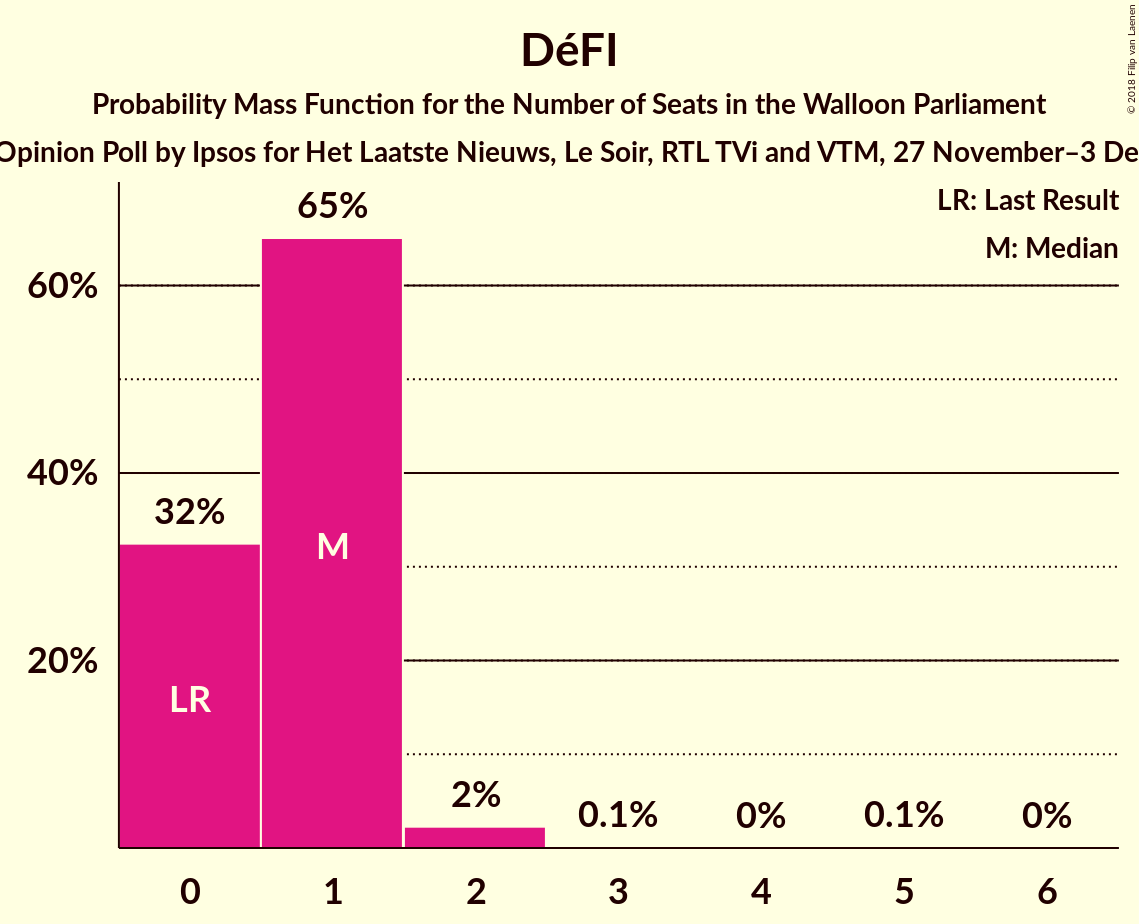 DéFI
Probability Mass Function for the Number of Seats in the Walloon Parliament
Opinion Poll by Ipsos for Het Laatste Nieuws, Le Soir, RTL TVi and VTM, 27 November–3 De
© 2018 Filip van Laenen
LR: Last Result
M: Median
65%
60%
40%
32%
M
20%
LR
2%
0.1%
0%
0.1%
0%
0 1 2 3 4 5 6